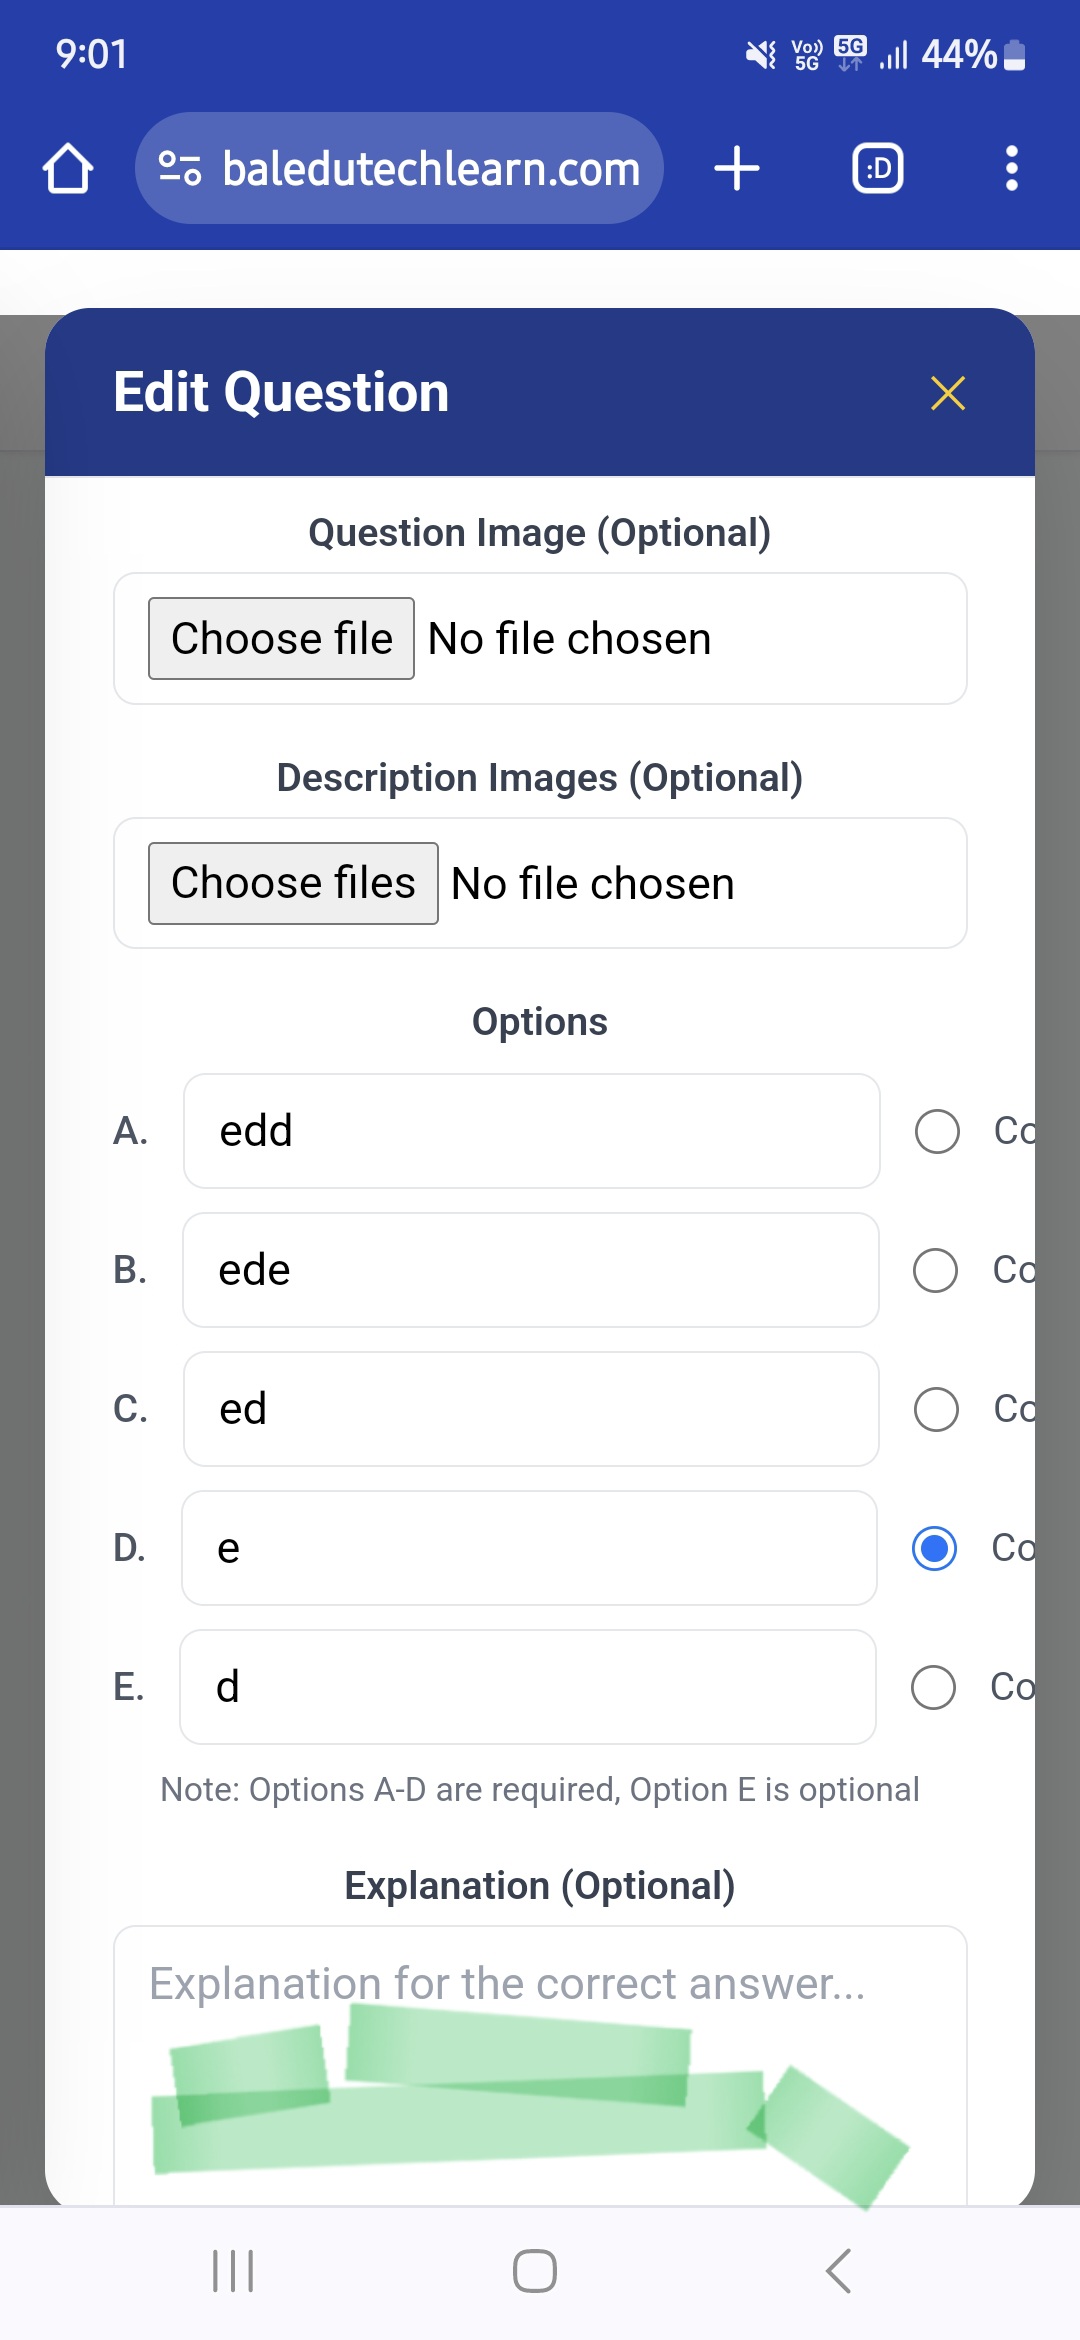 9:01
Vo)) 5G 5G 44%
baledutechlearn.com
:D
Edit Question
Question Image (Optional)
Choose file No file chosen
Description Images (Optional)
Choose files No file chosen
Options
A. edd Co
B. ede Co
C. ed Co
D. e Co
E. d Co
Note: Options A-D are required, Option E is optional
Explanation (Optional)
Explanation for the correct answer...